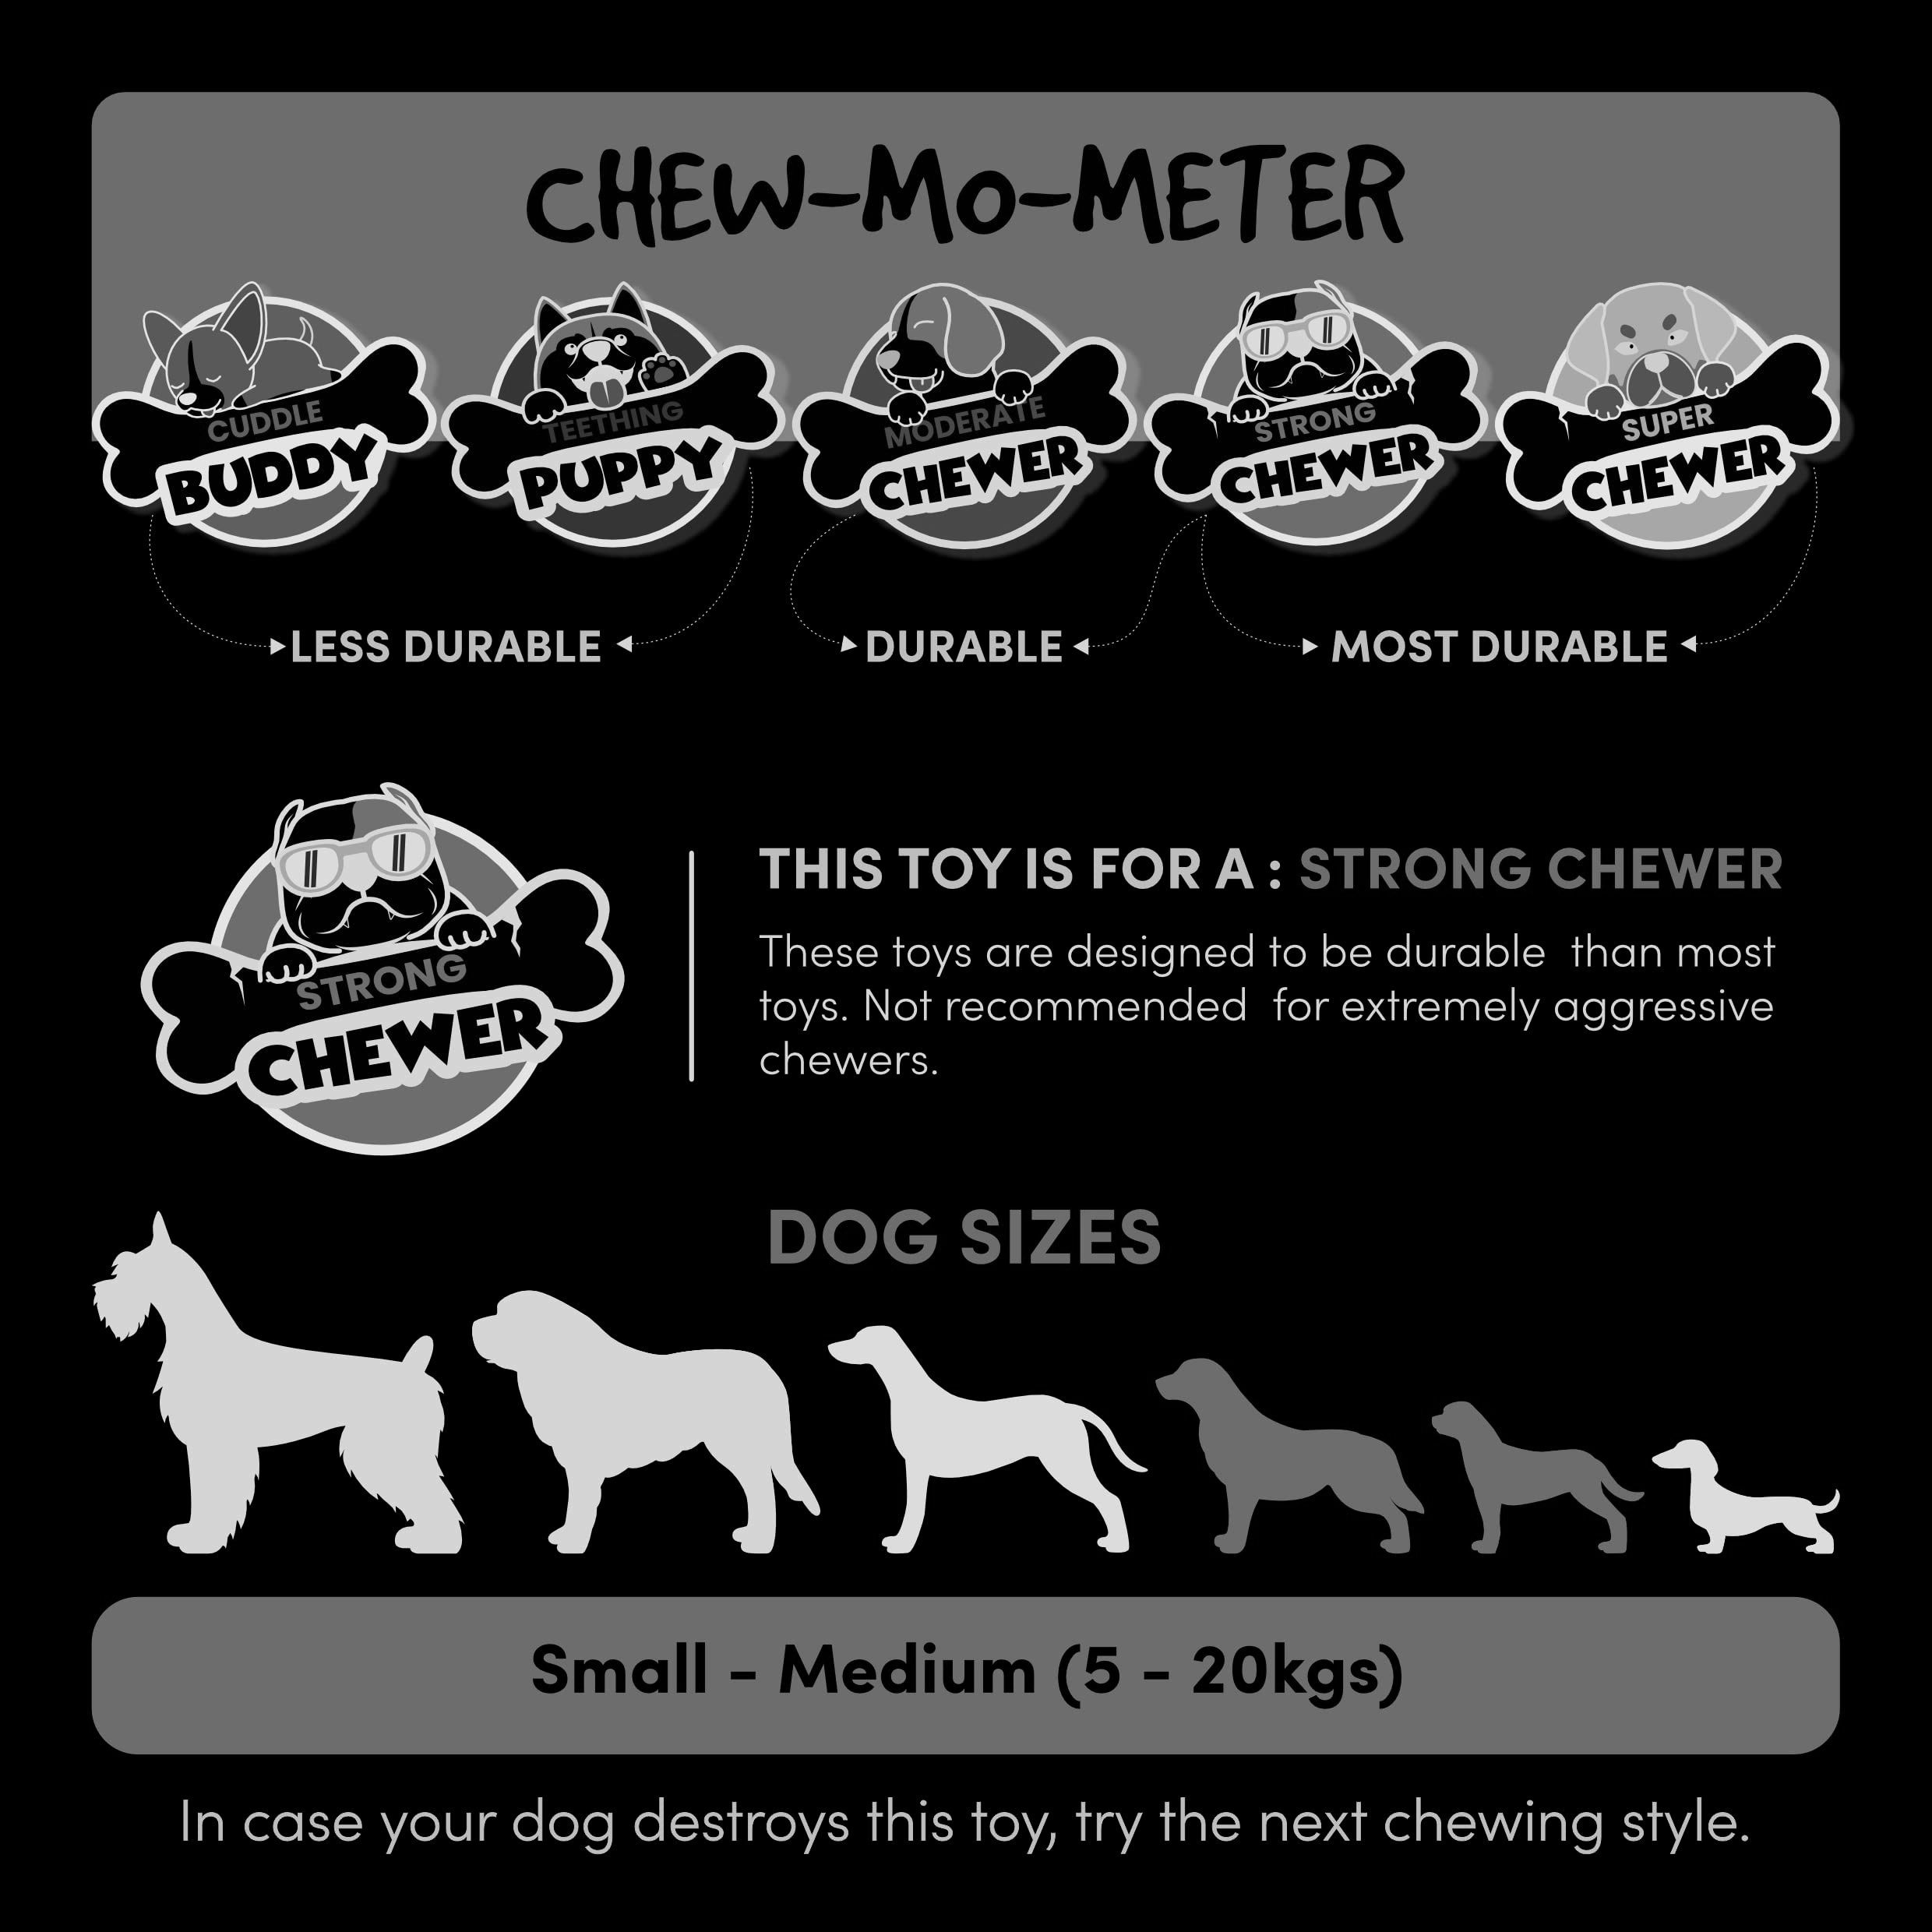 CHEW-MO-METER
CUDDLE
BUDDY
TEETHING
PUPPY
MODERATE
CHEWER
STRONG
CHEWER
SUPER
CHEWER
LESS DURABLE
DURABLE
MOST DURABLE
STRONG
CHEWER
THIS TOY IS FOR A : STRONG CHEWER
These toys are designed to be durable than most
toys. Not recommended for extremely aggressive
chewers.
DOG SIZES
Small - Medium (5 - 20kgs)
In case your dog destroys this toy, try the next chewing style.